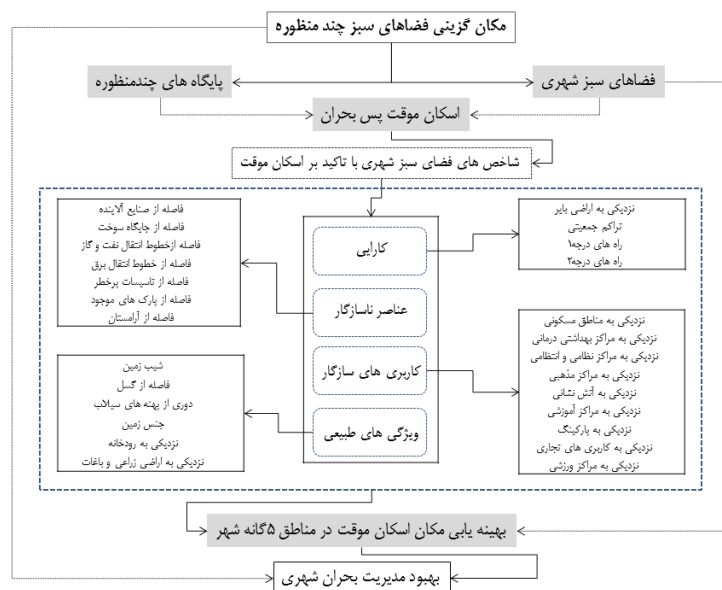 مکان گزینی فضاهای سبز چند منظوره
فضاهای سبز شهری
پایگاه های چندمنظوره
اسکان موقت پس بحران
شاخص های فضای سبز شهری با تاکید بر اسکان موقت
کارایی
نزدیکی به اراضی بایر
تراکم جمعیتی
راه های درجه۱
راه های درجه۲
عناصر ناسازگار
فاصله از صنایع آلاینده
فاصله از جایگاه سوخت
فاصله ازخطوط انتقال نفت و گاز
فاصله از خطوط انتقال برق
فاصله از تاسیسات پرخطر
فاصله از پارک های موجود
فاصله از آرامستان
کاربری های سازگار
نزدیکی به مناطق مسکونی
نزدیکی به مراکز بهداشتی درمانی
نزدیکی به مراکز نظامی و انتظامی
نزدیکی به مراکز مذهبی
نزدیکی به آتش نشانی
نزدیکی به مراکز آموزشی
نزدیکی به پارکینگ
نزدیکی به کاربری های تجاری
نزدیکی به مراکز ورزشی
ویژگی های طبیعی
شیب زمین
فاصله از گسل
دوری از پهنه های سیلاب
جنس زمین
نزدیکی به رودخانه
نزدیکی به اراضی زراعی و باغات
بهینه یابی مکان اسکان موقت در مناطق ۵گانه شهر
بهبود مدیریت بحران شهری